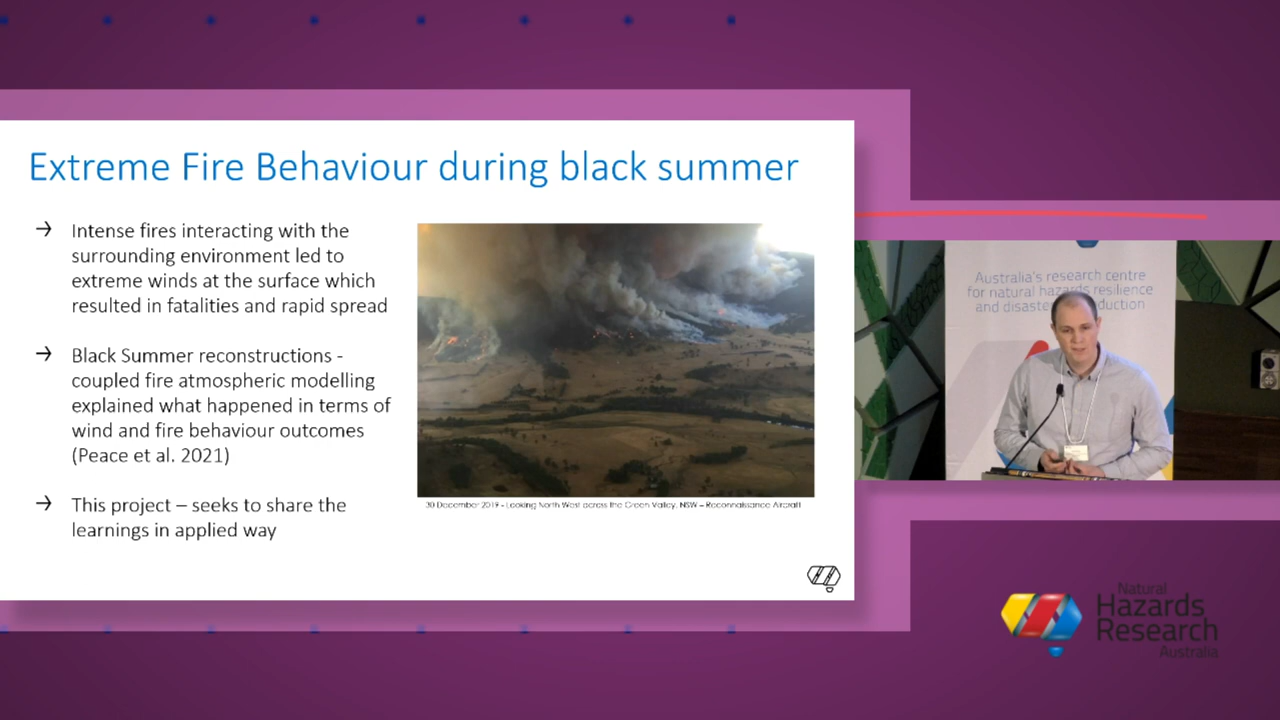 Extreme Fire Behaviour during black summer
→ Intense fires interacting with the
surrounding environment led to
extreme winds at the surface which
resulted in fatalities and rapid spread
→ Black Summer reconstructions -
coupled fire atmospheric modelling
explained what happened in terms of
wind and fire behaviour outcomes
(Peace et al. 2021)
→ This project – seeks to share the
learnings in applied way
30 December 2019 - Looking North West across the Green Valley, NSW – Reconnaissance Aircraft
Australia's research centre
for natural hazards resilience
and disaster duction
Natural
Hazards
Research
Australia